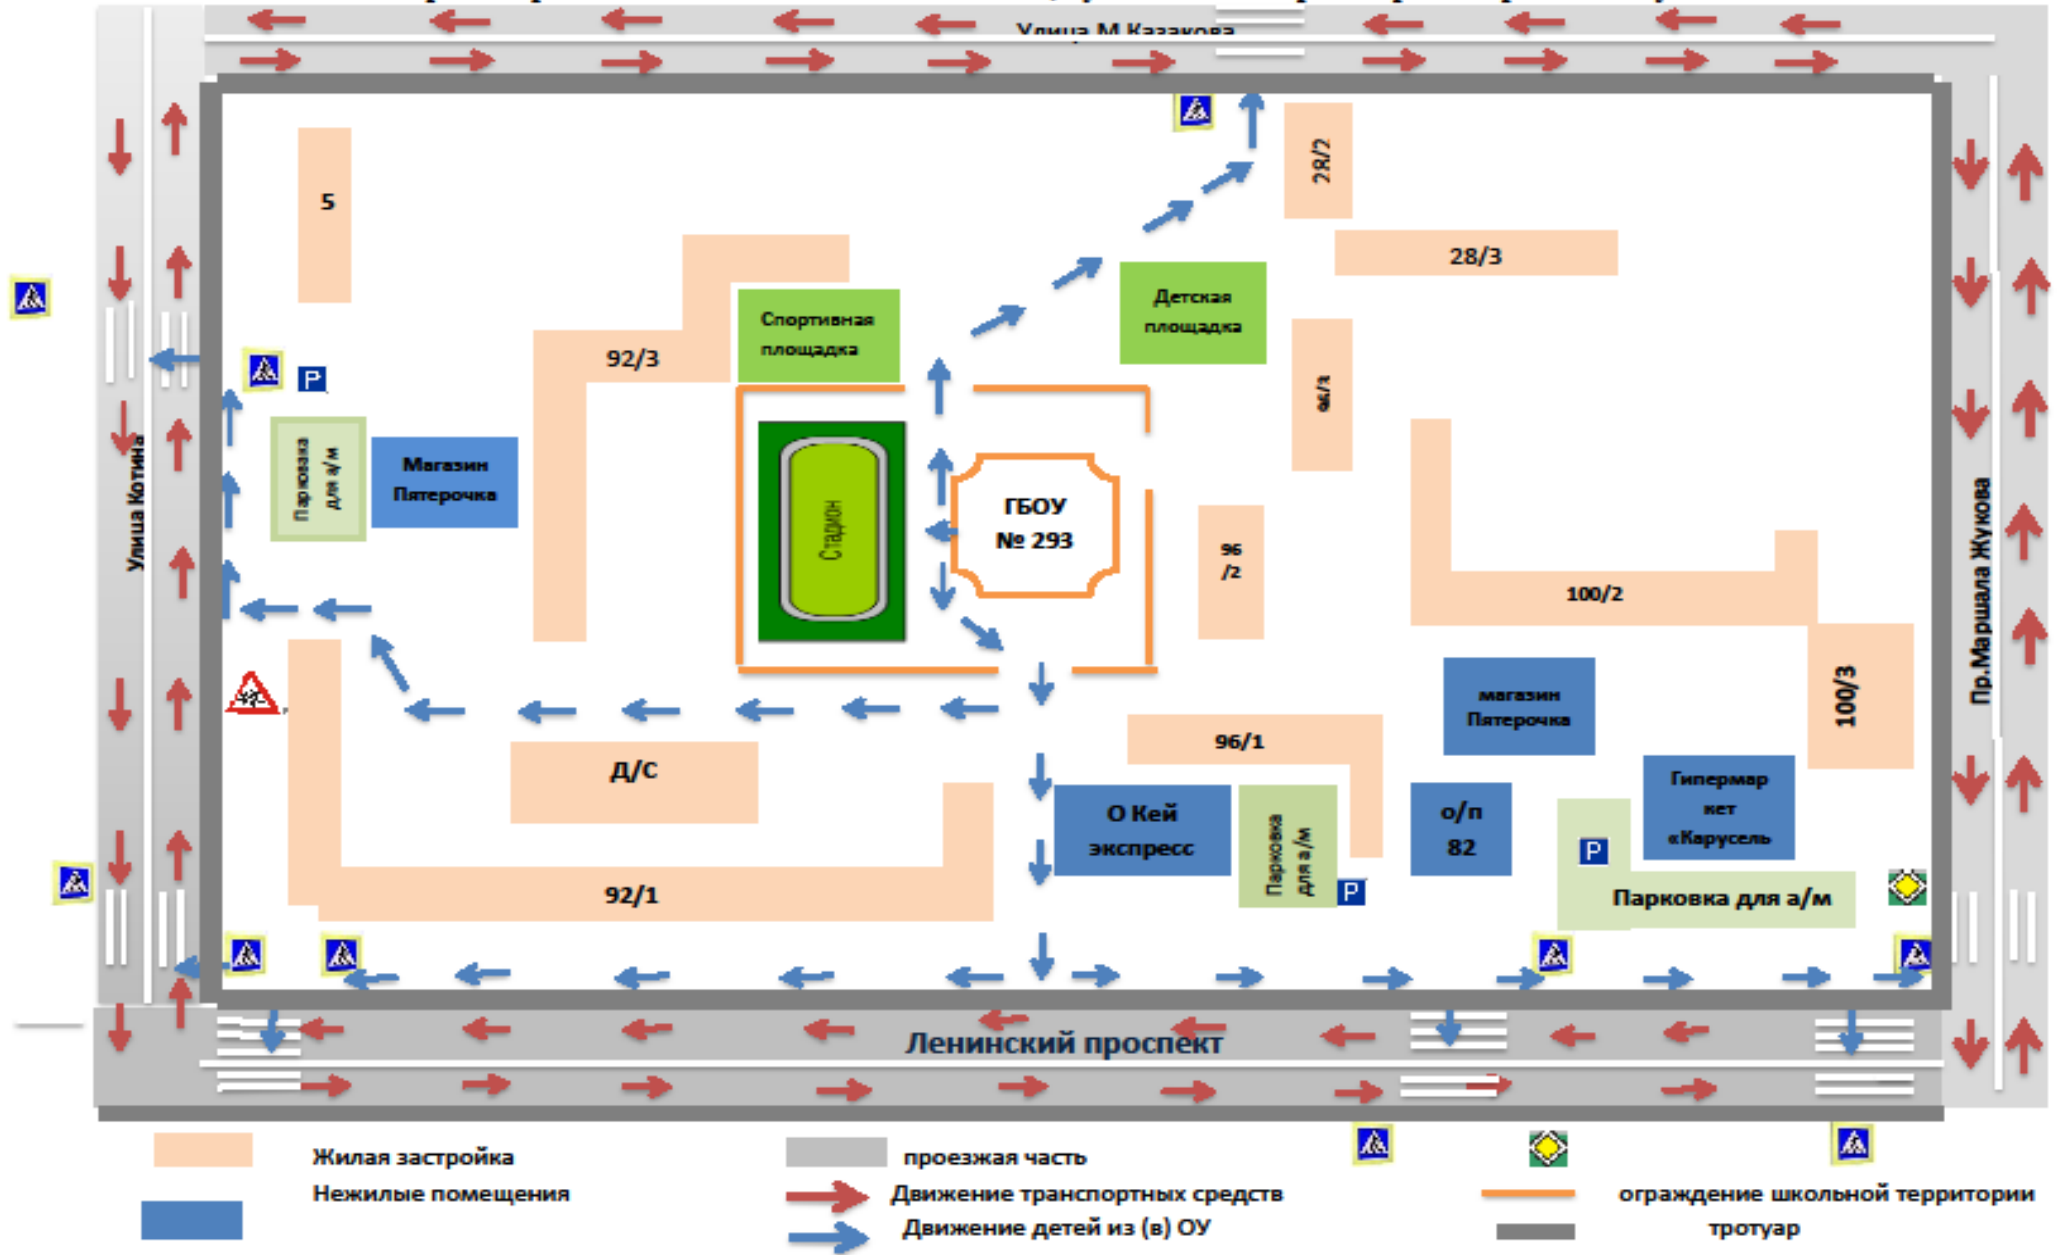 Улица М.Казакова
5
28/2
28/3
Спортивная
площадка
Детская
площадка
92/3
Парковака
для а/м
Магазин
Пятерочка
Улица Котина
Стадион
ГБОУ
№ 293
96
/2
100/2
Пр.Маршала Жукова
100/3
магазин
Пятерочка
96/1
Д/С
О Кей
экспресс
Парковка
для а/м
о/п
82
Гипермар
кет
«Карусель
P
P
P
Парковка для а/м
92/1
Ленинский проспект
Жилая застройка
Нежилые помещения
проезжая часть
Движение транспортных средств
Движение детей из (в) ОУ
ограждение школьной территории
тротуар